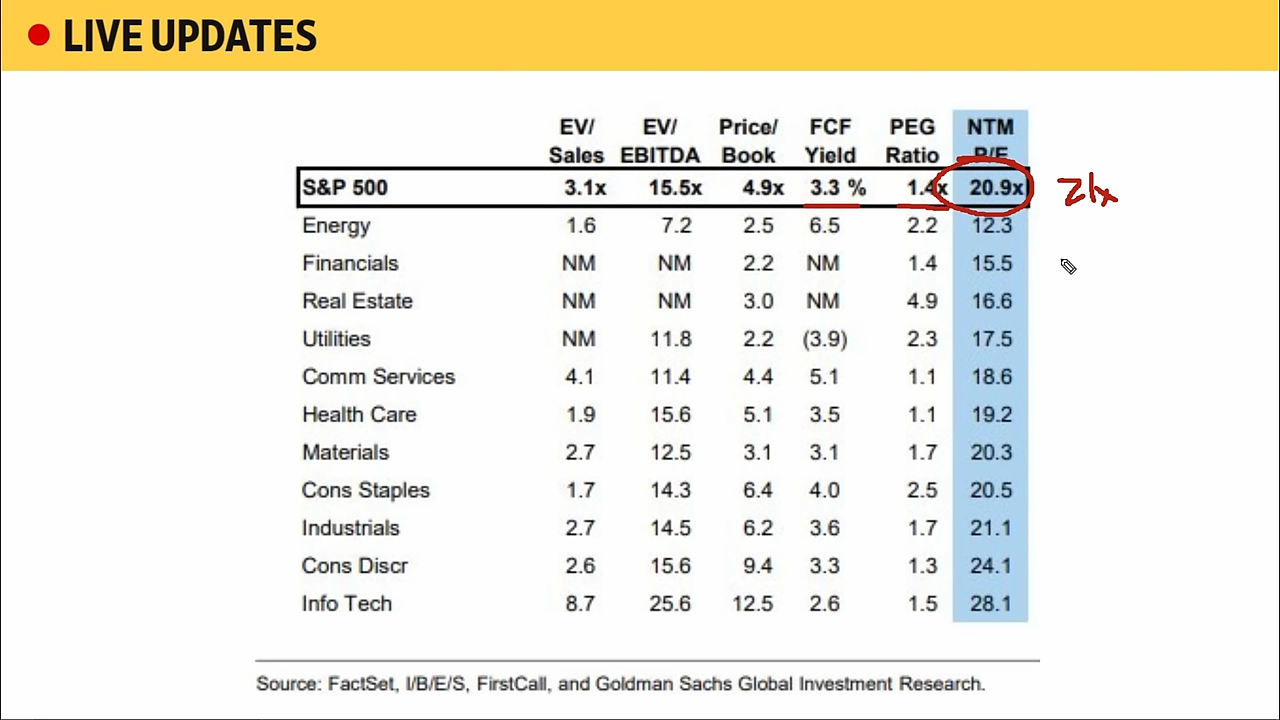 LIVE UPDATES
EV/ EV/ Price/ FCF PEG NTM
Sales EBITDA Book Yield Ratio P/E
S&P 500 3.1x 15.5x 4.9x 3.3 % 1.4x 20.9x 21x
Energy 1.6 7.2 2.5 6.5 2.2 12.3
Financials NM NM 2.2 NM 1.4 15.5
Real Estate NM NM 3.0 NM 4.9 16.6
Utilities NM 11.8 2.2 (3.9) 2.3 17.5
Comm Services 4.1 11.4 4.4 5.1 1.1 18.6
Health Care 1.9 15.6 5.1 3.5 1.1 19.2
Materials 2.7 12.5 3.1 3.1 1.7 20.3
Cons Staples 1.7 14.3 6.4 4.0 2.5 20.5
Industrials 2.7 14.5 6.2 3.6 1.7 21.1
Cons Discr 2.6 15.6 9.4 3.3 1.3 24.1
Info Tech 8.7 25.6 12.5 2.6 1.5 28.1
Source: FactSet, I/B/E/S, FirstCall, and Goldman Sachs Global Investment Research.